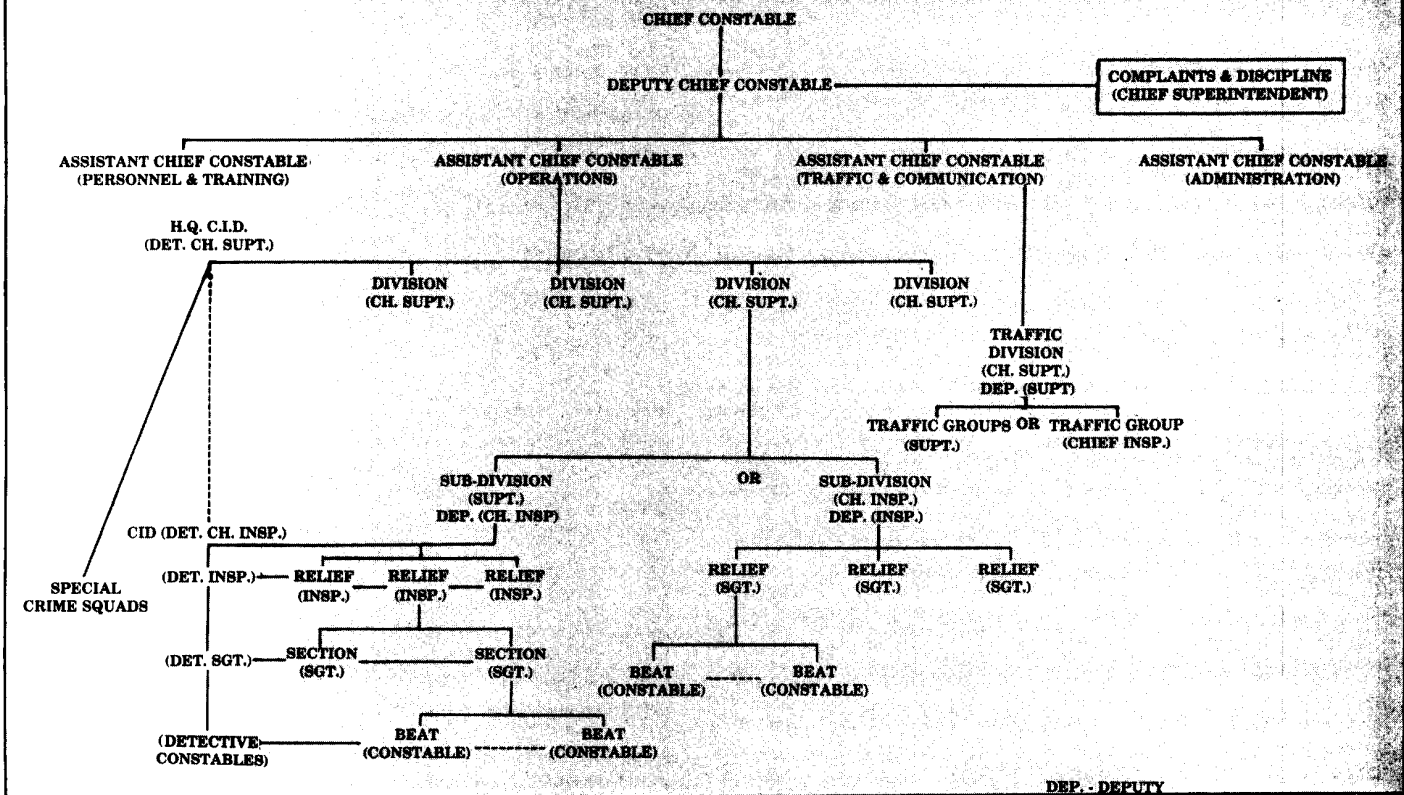 CHIEF CONSTABLE
DEPUTY CHIEF CONSTABLE
COMPLAINTS & DISCIPLINE
(CHIEF SUPERINTENDENT)
ASSISTANT CHIEF CONSTABLE
(PERSONNEL & TRAINING)
ASSISTANT CHIEF CONSTABLE
(OPERATIONS)
ASSISTANT CHIEF CONSTABLE
(TRAFFIC & COMMUNICATION)
ASSISTANT CHIEF CONSTABLE
(ADMINISTRATION)
H.Q. C.I.D.
(DET. CH. SUPT.)
DIVISION
(CH. SUPT.)
DIVISION
(CH. SUPT.)
DIVISION
(CH. SUPT.)
DIVISION
(CH. SUPT.)
TRAFFIC
DIVISION
(CH. SUPT.)
DEP. (SUPT)
TRAFFIC GROUPS
(SUPT.)
OR
TRAFFIC GROUP
(CHIEF INSP.)
SUB-DIVISION
(SUPT.)
DEP. (CH. INSP)
OR
SUB-DIVISION
(CH. INSP.)
DEP. (INSP.)
CID (DET. CH. INSP.)
SPECIAL
CRIME SQUADS
(DET. INSP.)
RELIEF
(INSP.)
RELIEF
(INSP.)
RELIEF
(INSP.)
RELIEF
(SGT.)
RELIEF
(SGT.)
RELIEF
(SGT.)
(DET. SGT.)
SECTION
(SGT.)
SECTION
(SGT.)
BEAT
(CONSTABLE)
BEAT
(CONSTABLE)
(DETECTIVE
CONSTABLES)
BEAT
(CONSTABLE)
BEAT
(CONSTABLE)
DEP. - DEPUTY